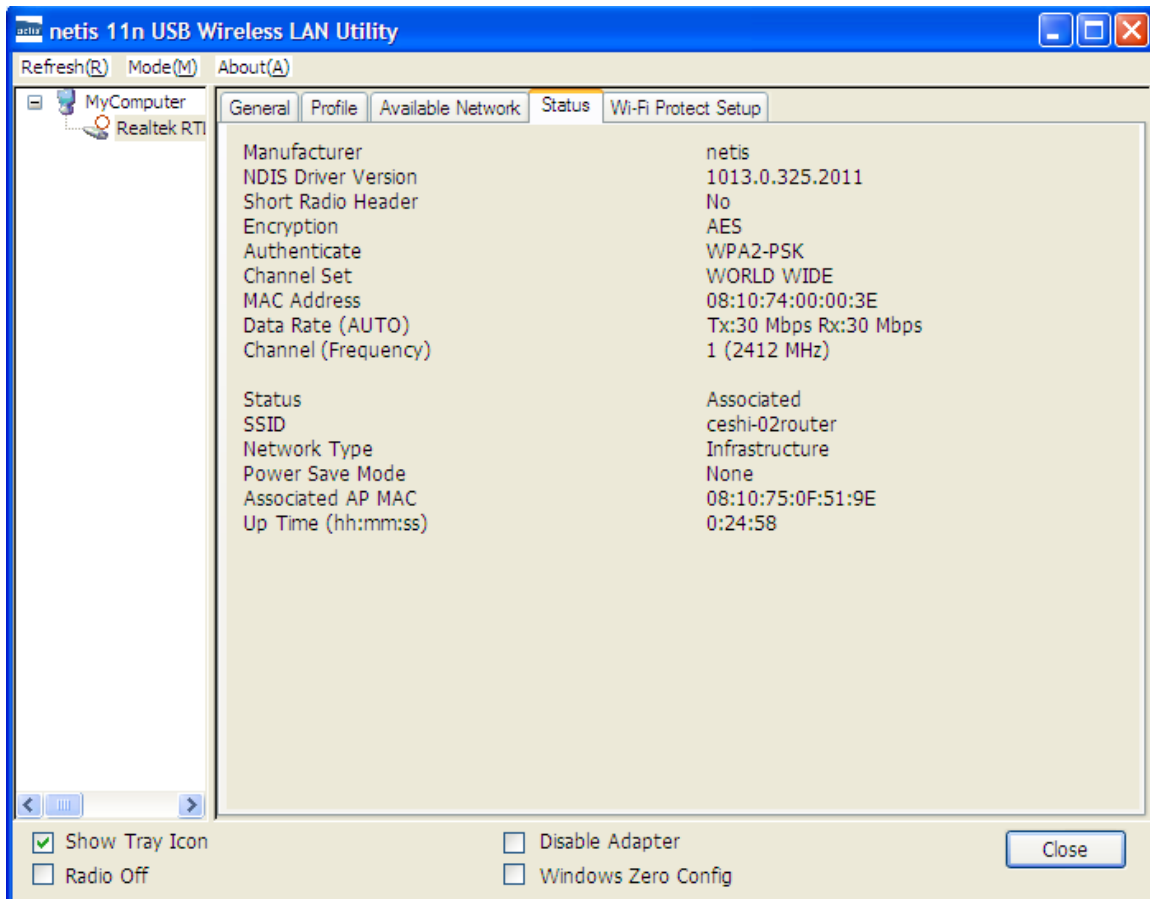 netis 11n USB Wireless LAN Utility
Refresh(R) Mode(M) About(A)
MyComputer
Realtek RTL
General Profile Available Network Status Wi-Fi Protect Setup
Manufacturer netis
NDIS Driver Version 1013.0.325.2011
Short Radio Header No
Encryption AES
Authenticate WPA2-PSK
Channel Set WORLD WIDE
MAC Address 08:10:74:00:00:3E
Data Rate (AUTO) Tx:30 Mbps Rx:30 Mbps
Channel (Frequency) 1 (2412 MHz)
Status Associated
SSID ceshi-02router
Network Type Infrastructure
Power Save Mode None
Associated AP MAC 08:10:75:0F:51:9E
Up Time (hh:mm:ss) 0:24:58
Show Tray Icon Disable Adapter Close
Radio Off Windows Zero Config